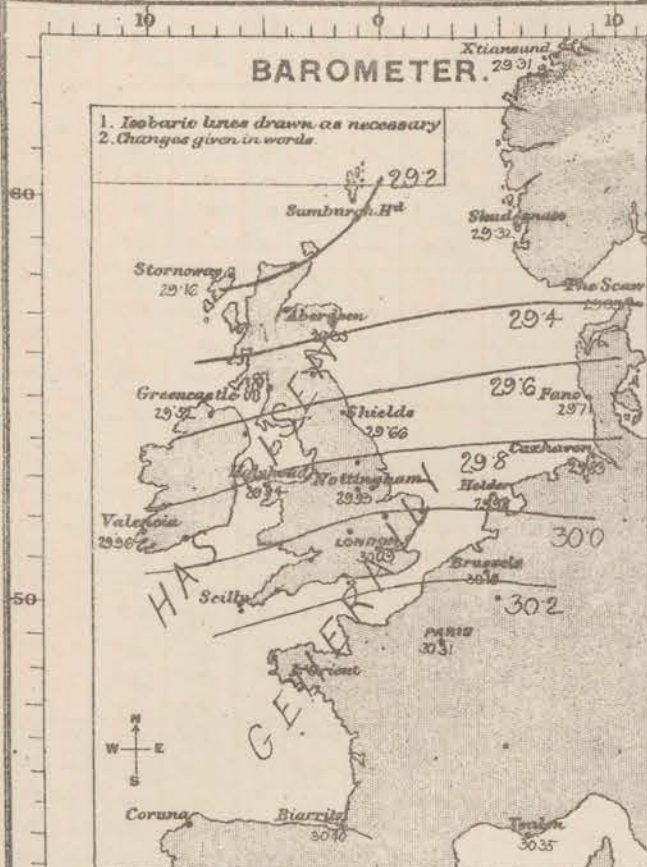 10 0 10
BAROMETER.
Xtiansund
29·31
1. Isobaric lines drawn as necessary
2. Changes given in words
60
29·2
Sumburgh Hd
Skudesnaes
29·32
Stornoway
29·16
The Scaw
Aberdeen
29·4
29·6
Greencastle
Fano
29·71
Shields
29·66
29·8
Cuxhaven
Holyhead
Nottingham
29·95
Helder
Valencia
29·96
LONDON
30·0
Brussels
HAS RISEN
GENERALLY
50
Scilly
30·2
PARIS
30·31
L'Orient
N
W E
S
Coruna
Biarritz
30·40
Toulon
30·35